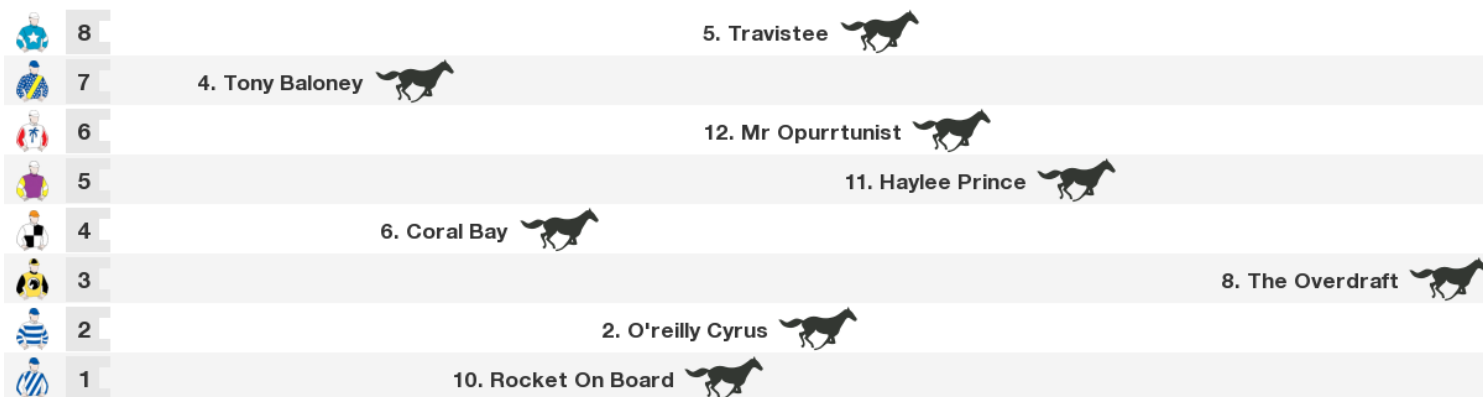 8 5. Travistee
7 4. Tony Baloney
6 12. Mr Opurrtunist
5 11. Haylee Prince
4 6. Coral Bay
3 8. The Overdraft
2 2. O'reilly Cyrus
1 10. Rocket On Board